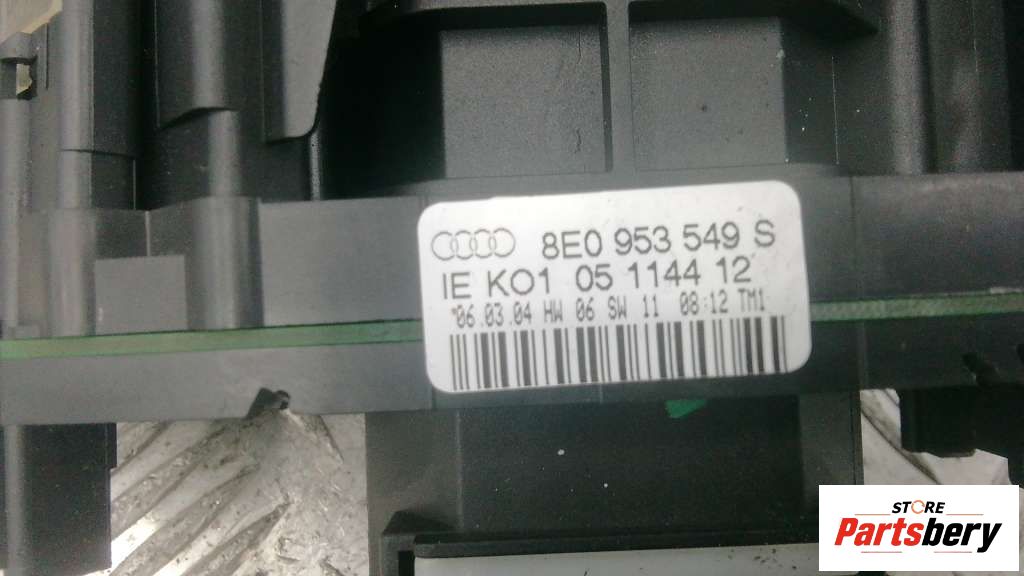 8E0 953 549 S
IE KO1 05 1144 12
*06.03.04 HW 06 SW 11 08:12 TM1
STORE
Partsbery